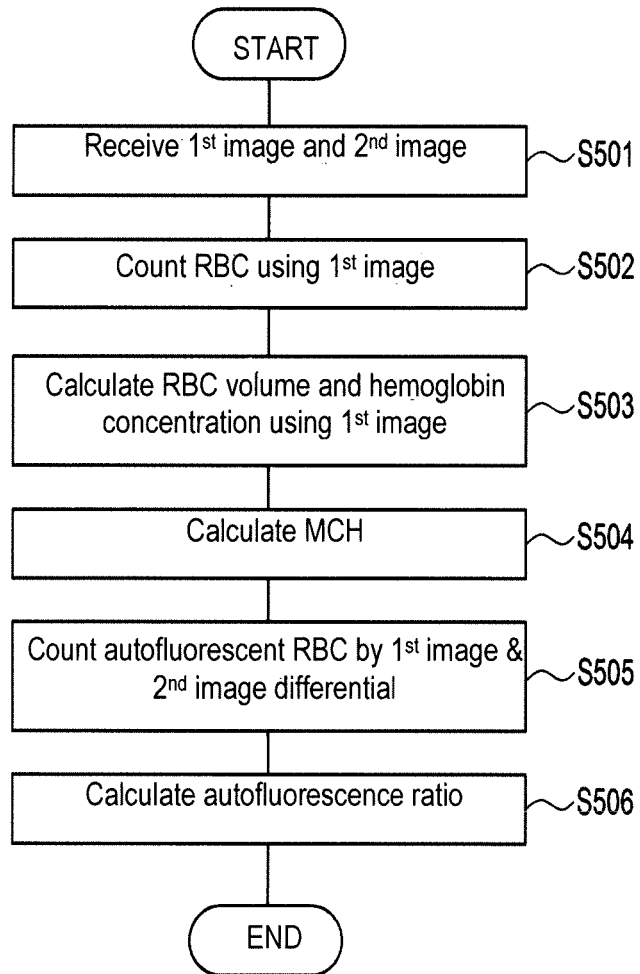 START
Receive 1st image and 2nd image
S501
Count RBC using 1st image
S502
Calculate RBC volume and hemoglobin
concentration using 1st image
S503
Calculate MCH
S504
Count autofluorescent RBC by 1st image &
2nd image differential
S505
Calculate autofluorescence ratio
S506
END